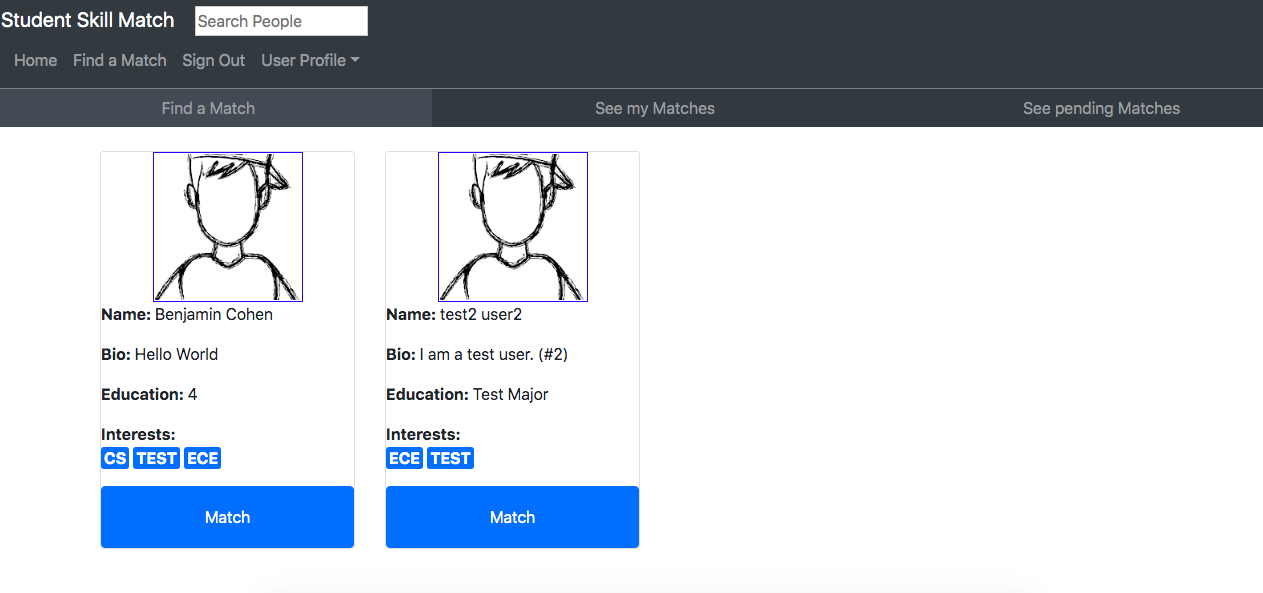 Student Skill Match Search People
Home Find a Match Sign Out User Profile
Find a Match See my Matches See pending Matches
Name: Benjamin Cohen
Bio: Hello World
Education: 4
Interests:
CS TEST ECE
Match
Name: test2 user2
Bio: I am a test user. (#2)
Education: Test Major
Interests:
ECE TEST
Match